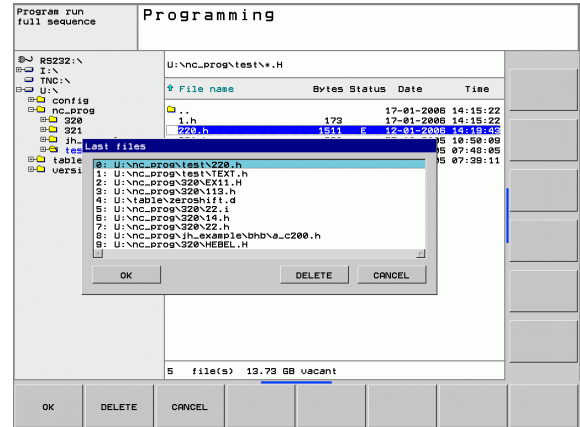 Program run
full sequence
Programming
RS232:\
I:\
TNC:\
U:\
config
nc_prog
320
321
jh_
tes
table
versi
U:\nc_prog\test\*.H
File name Bytes Status Date Time
.. 17-01-2006 14:15:22
1.h 173 17-01-2006 14:15:22
220.h 1511 E 12-01-2006 14:19:43
5 10:50:09
5 07:48:05
5 07:39:11
Last files
0: U:\nc_prog\test\220.h
1: U:\nc_prog\test\TEXT.h
2: U:\nc_prog\320\EX11.H
3: U:\nc_prog\320\113.h
4: U:\table\zeroshift.d
5: U:\nc_prog\320\22.i
6: U:\nc_prog\320\14.h
7: U:\nc_prog\320\22.h
8: U:\nc_prog\jh_example\bhb\a_c200.h
9: U:\nc_prog\320\HEBEL.H
OK DELETE CANCEL
5 file(s) 13.73 GB vacant
OK DELETE CANCEL